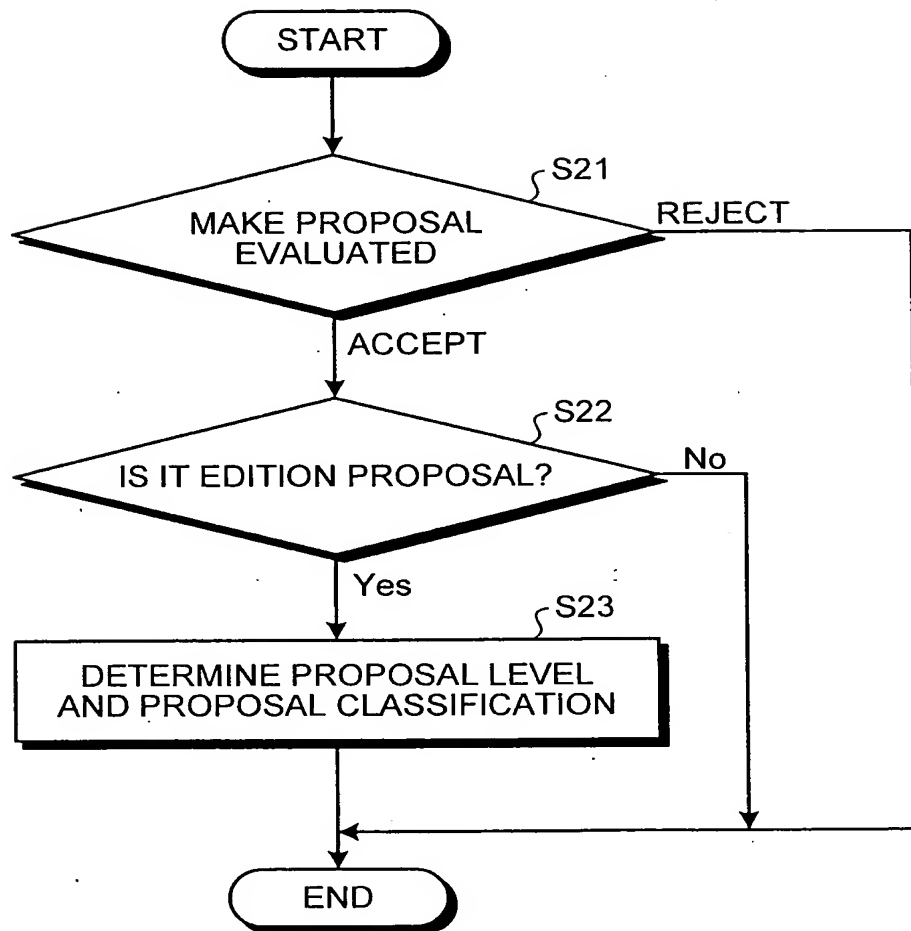 START
S21
MAKE PROPOSAL
EVALUATED
REJECT
ACCEPT
S22
IS IT EDITION PROPOSAL?
No
Yes
S23
DETERMINE PROPOSAL LEVEL
AND PROPOSAL CLASSIFICATION
END